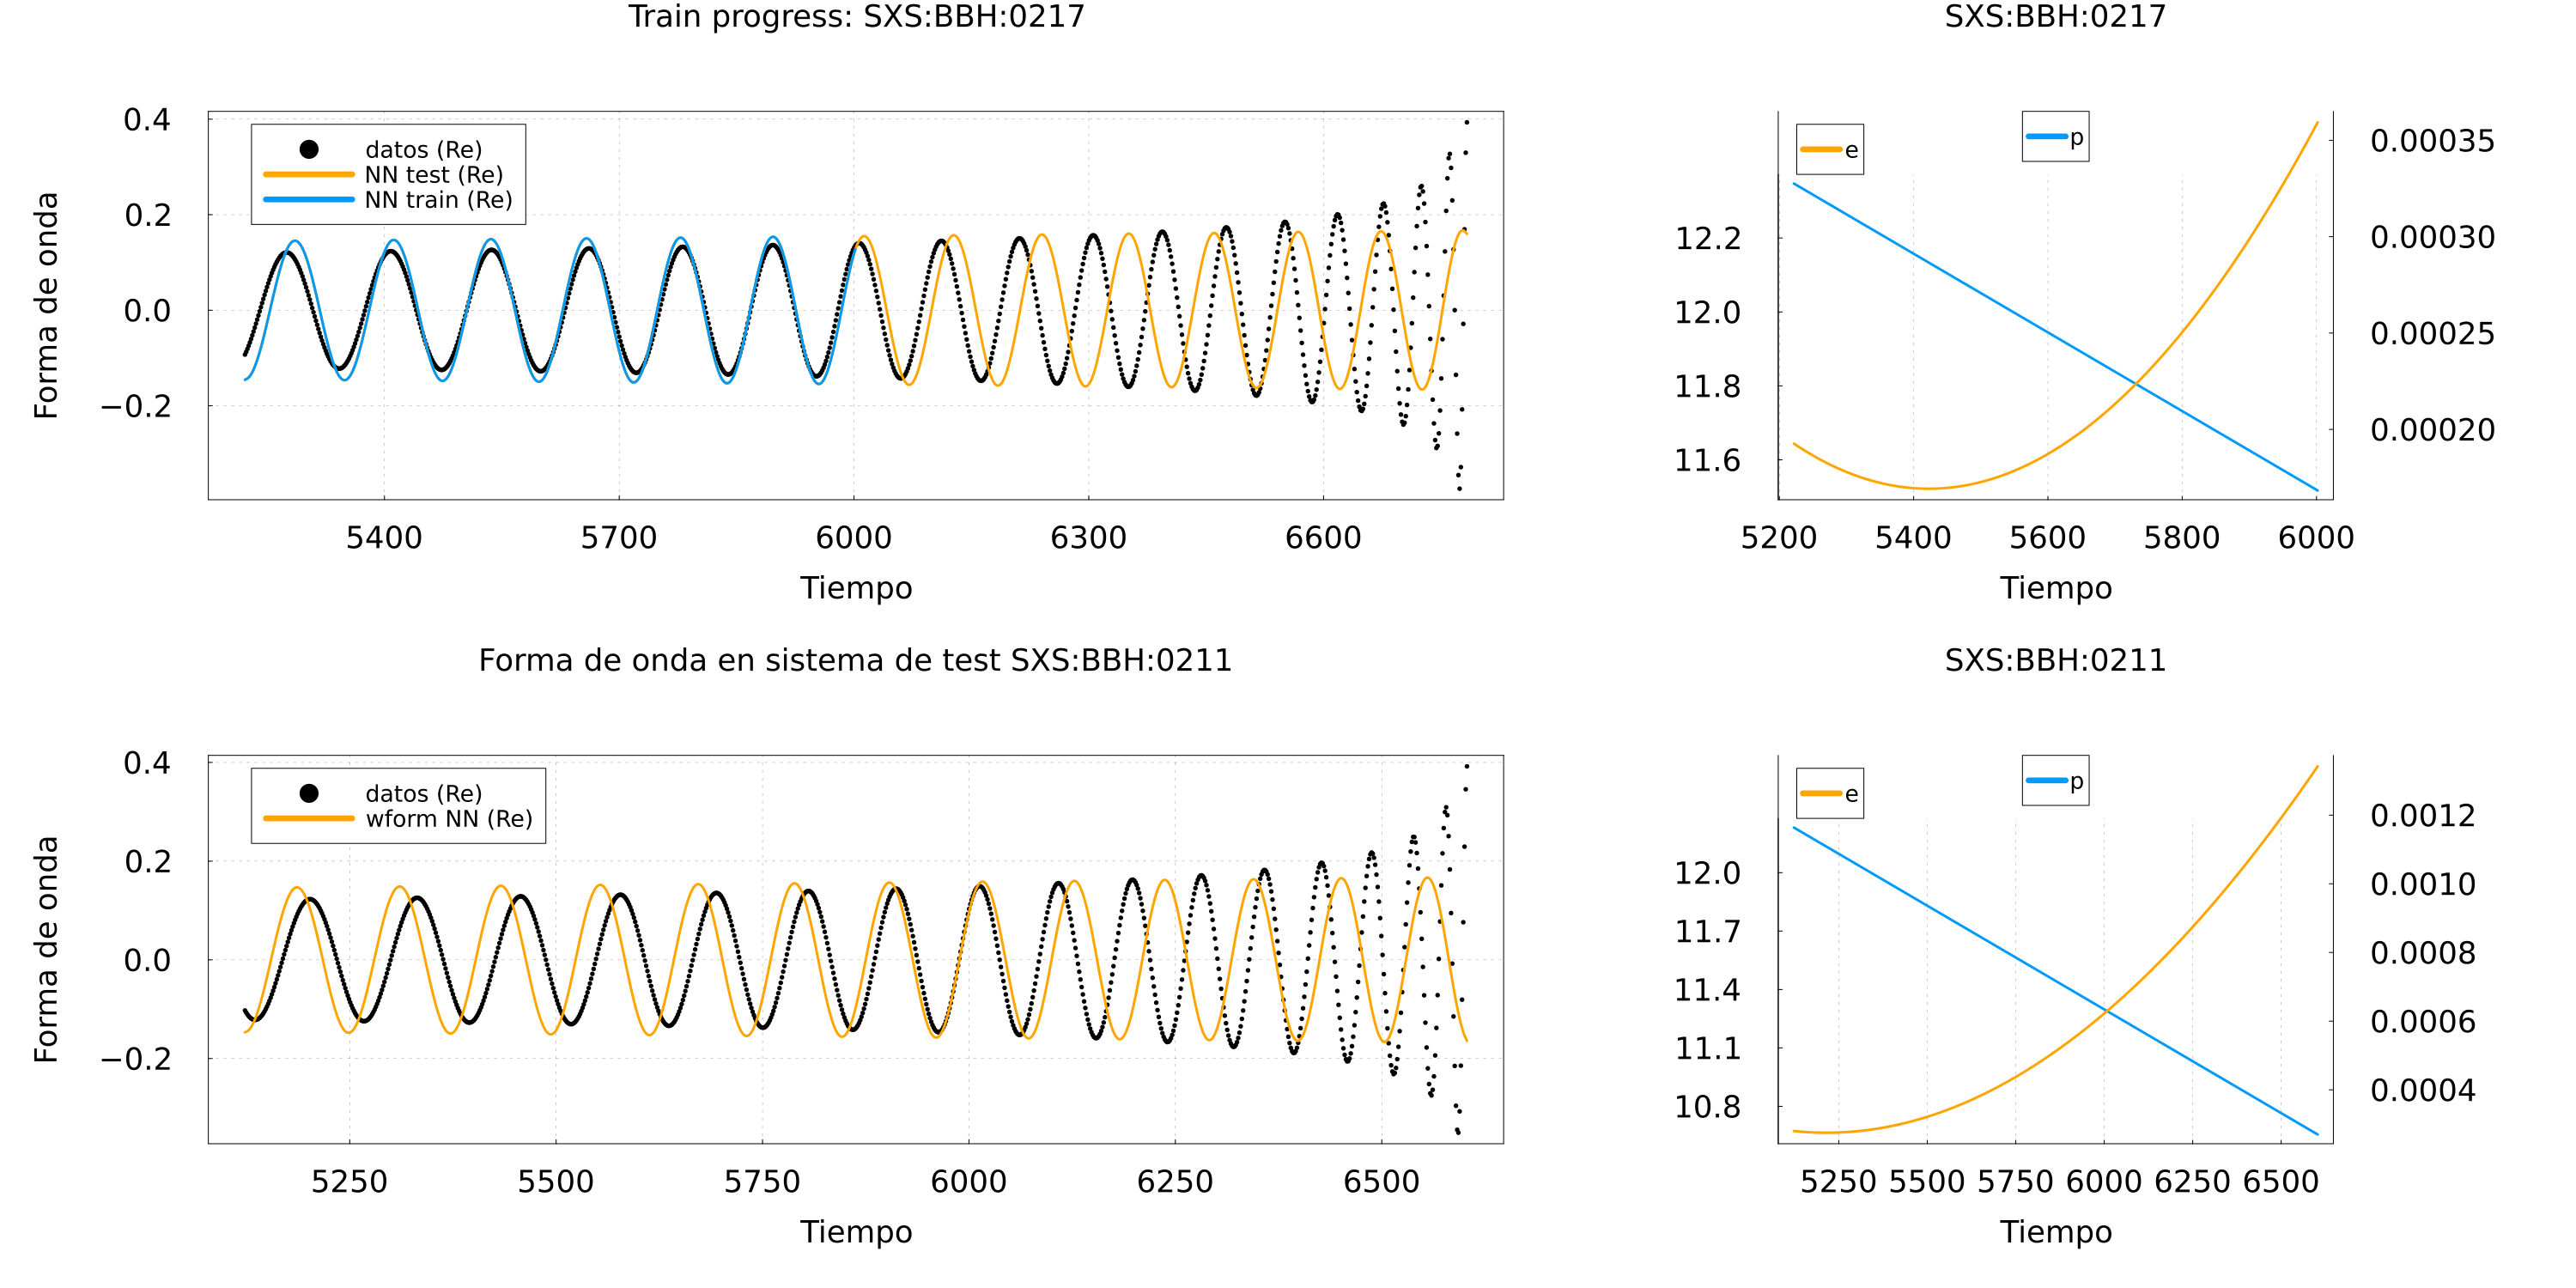 Train progress: SXS:BBH:0217
Forma de onda
0.4
0.2
0.0
−0.2
datos (Re)
NN test (Re)
NN train (Re)
5400 5700 6000 6300 6600
Tiempo
SXS:BBH:0217
e
p
12.2
12.0
11.8
11.6
0.00035
0.00030
0.00025
0.00020
5200 5400 5600 5800 6000
Tiempo
Forma de onda en sistema de test SXS:BBH:0211
Forma de onda
0.4
0.2
0.0
−0.2
datos (Re)
wform NN (Re)
5250 5500 5750 6000 6250 6500
Tiempo
SXS:BBH:0211
e
p
12.0
11.7
11.4
11.1
10.8
0.0012
0.0010
0.0008
0.0006
0.0004
5250 5500 5750 6000 6250 6500
Tiempo